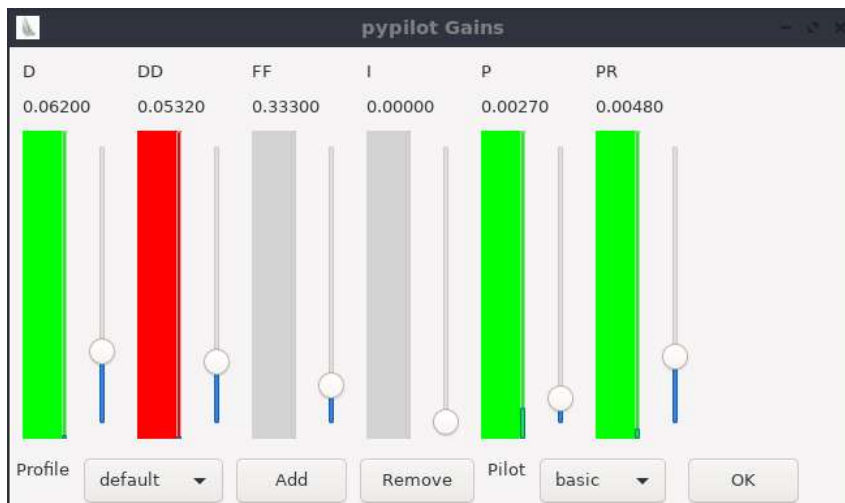 pypilot Gains
D DD FF I P PR
0.06200 0.05320 0.33300 0.00000 0.00270 0.00480
Profile default Add Remove Pilot basic OK